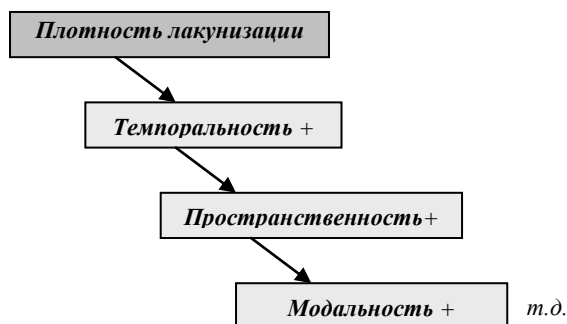 Плотность лакунизации
Темпоральность +
Пространственность+
Модальность + т.д.